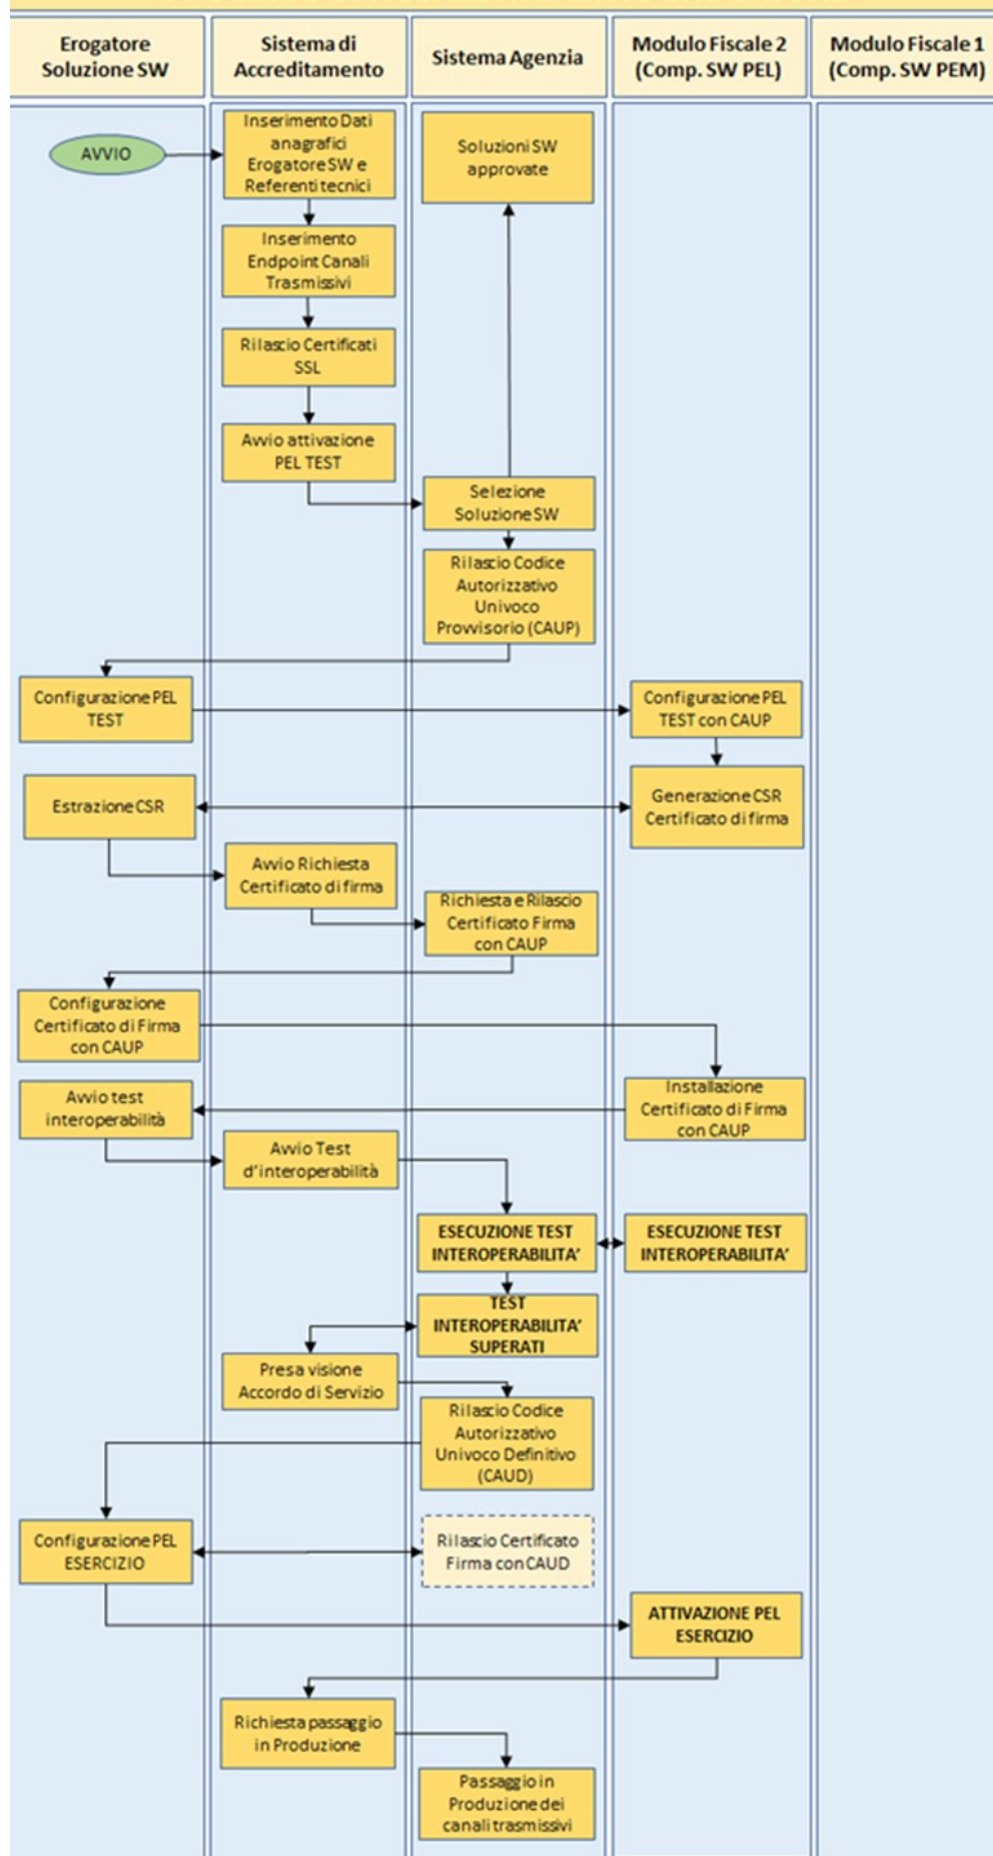 Erogatore
Soluzione SW
Sistema di
Accreditamento
Sistema Agenzia
Modulo Fiscale 2
(Comp. SW PEL)
Modulo Fiscale 1
(Comp. SW PEM)
AVVIO
Inserimento Dati
anagrafici
Erogatore SW e
Referenti tecnici
Soluzioni SW
approvate
Inserimento
Endpoint Canali
Trasmissivi
Rilascio Certificati
SSL
Avvio attivazione
PEL TEST
Selezione
Soluzione SW
Rilascio Codice
Autorizzativo
Univoco
Provvisorio (CAUP)
Configurazione PEL
TEST
Configurazione PEL
TEST con CAUP
Estrazione CSR
Generazione CSR
Certificato di firma
Avvio Richiesta
Certificato di firma
Richiesta e Rilascio
Certificato Firma
con CAUP
Configurazione
Certificato di Firma
con CAUP
Avvio test
interoperabilità
Installazione
Certificato di Firma
con CAUP
Avvio Test
d'interoperabilità
ESECUZIONE TEST
INTEROPERABILITA'
ESECUZIONE TEST
INTEROPERABILITA'
TEST
INTEROPERABILITA'
SUPERATI
Presa visione
Accordo di Servizio
Rilascio Codice
Autorizzativo
Univoco Definitivo
(CAUD)
Configurazione PEL
ESERCIZIO
Rilascio Certificato
Firma con CAUD
ATTIVAZIONE PEL
ESERCIZIO
Richiesta passaggio
in Produzione
Passaggio in
Produzione dei
canali trasmissivi